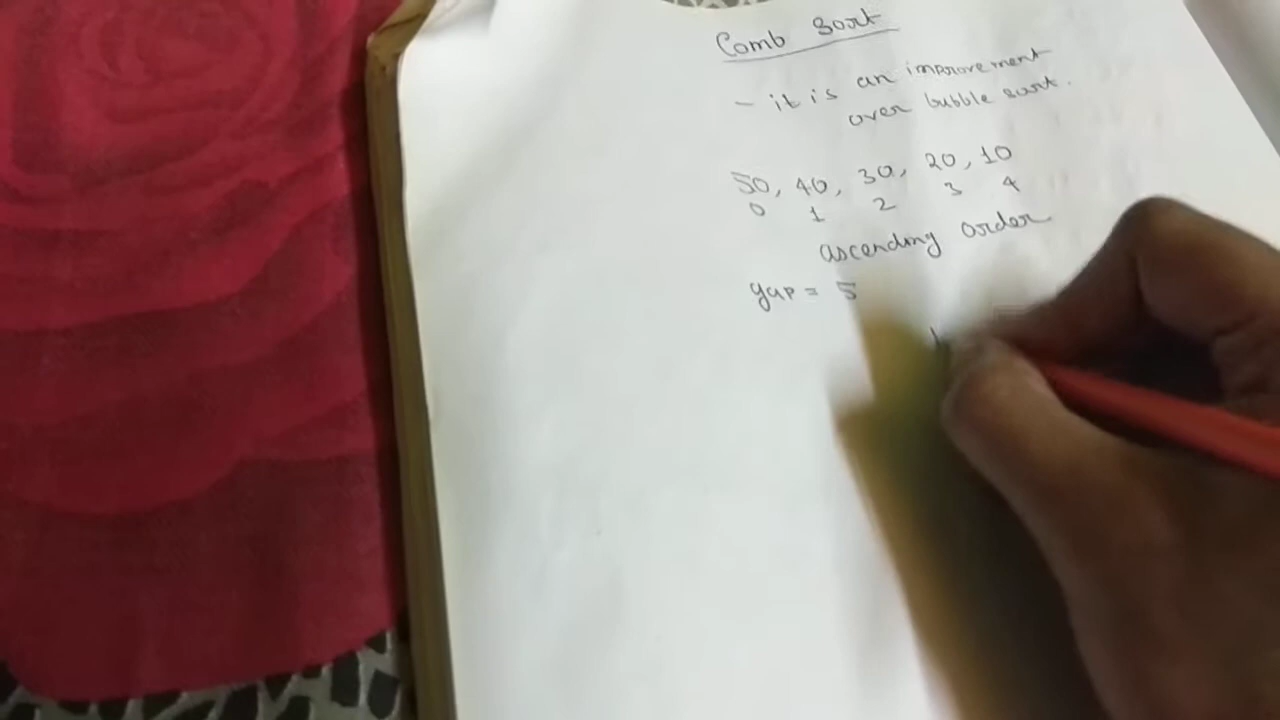 Comb Sort
- it is an improvement
over bubble sort.
50, 40, 30, 20, 10
0 1 2 3 4
ascending order
gap = 5